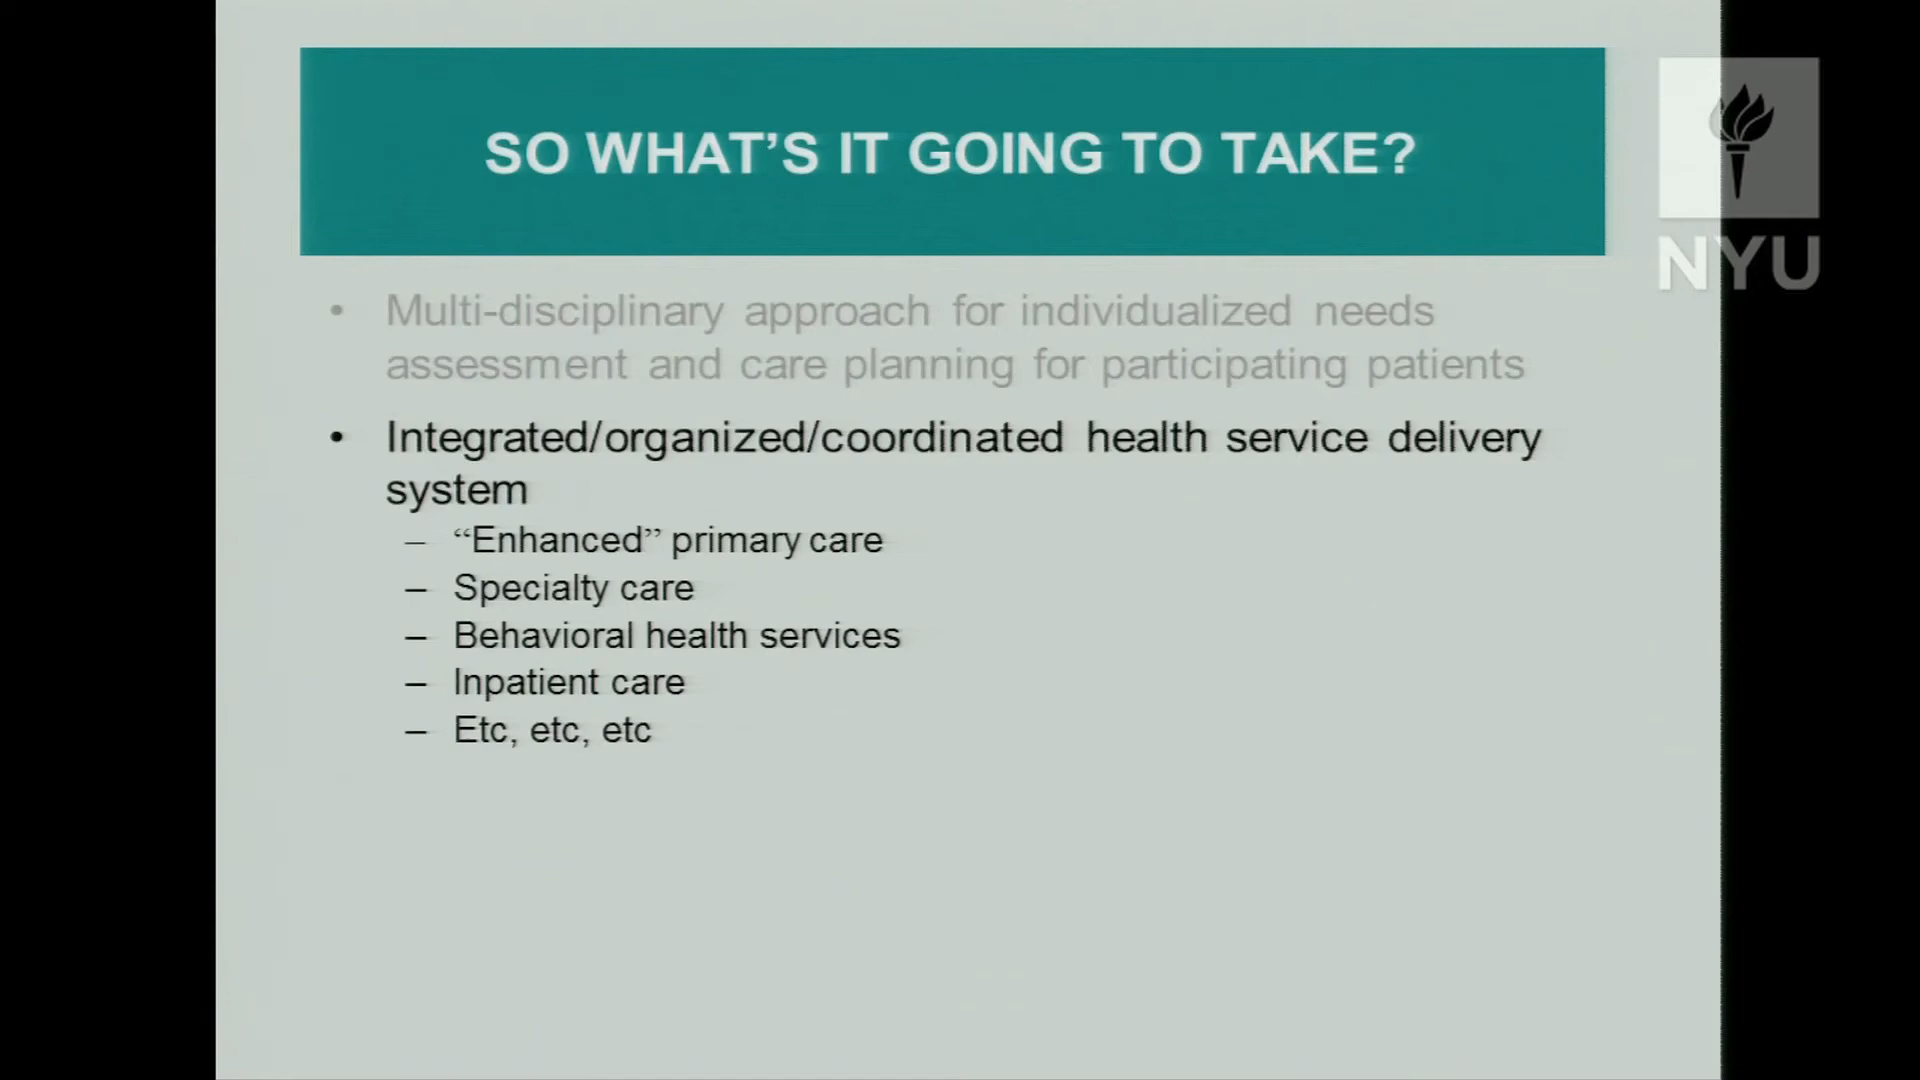 SO WHAT’S IT GOING TO TAKE?
NYU
• Multi-disciplinary approach for individualized needs
assessment and care planning for participating patients
• Integrated/organized/coordinated health service delivery
system
– “Enhanced” primary care
– Specialty care
– Behavioral health services
– Inpatient care
– Etc, etc, etc